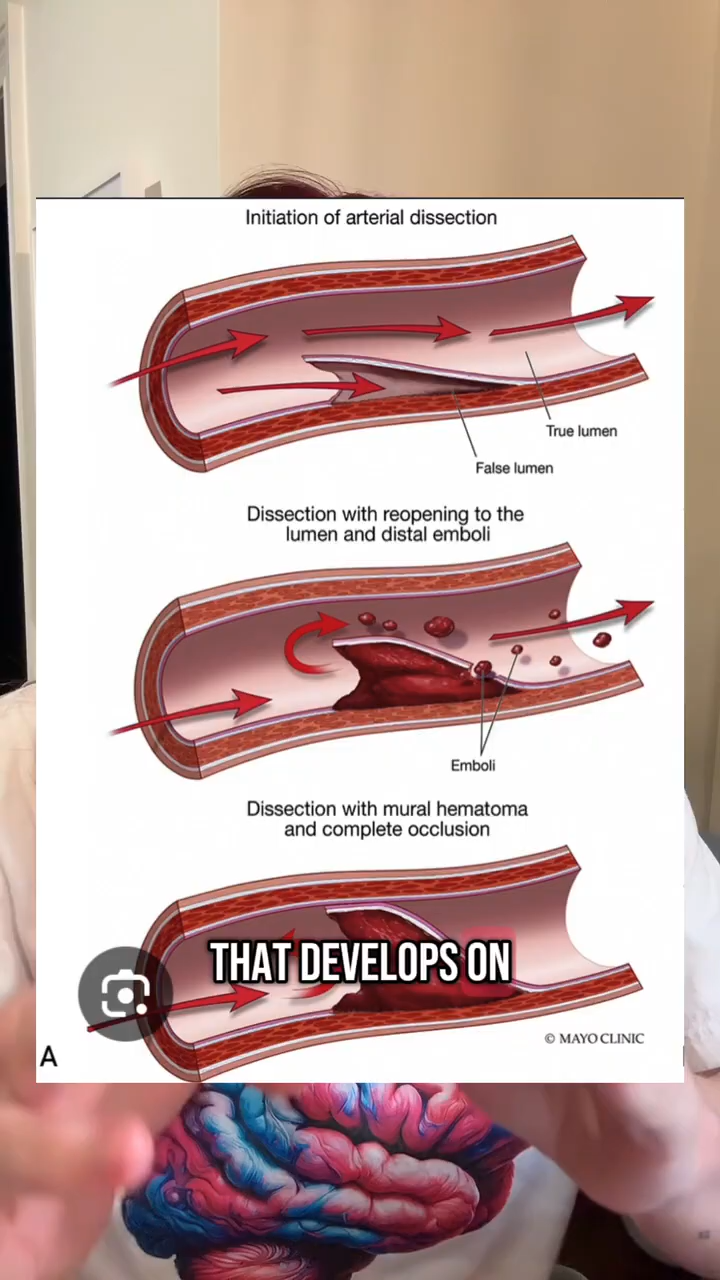 Initiation of arterial dissection
True lumen
False lumen
Dissection with reopening to the
lumen and distal emboli
Emboli
Dissection with mural hematoma
and complete occlusion
THAT DEVELOPS ON
© MAYO CLINIC
A